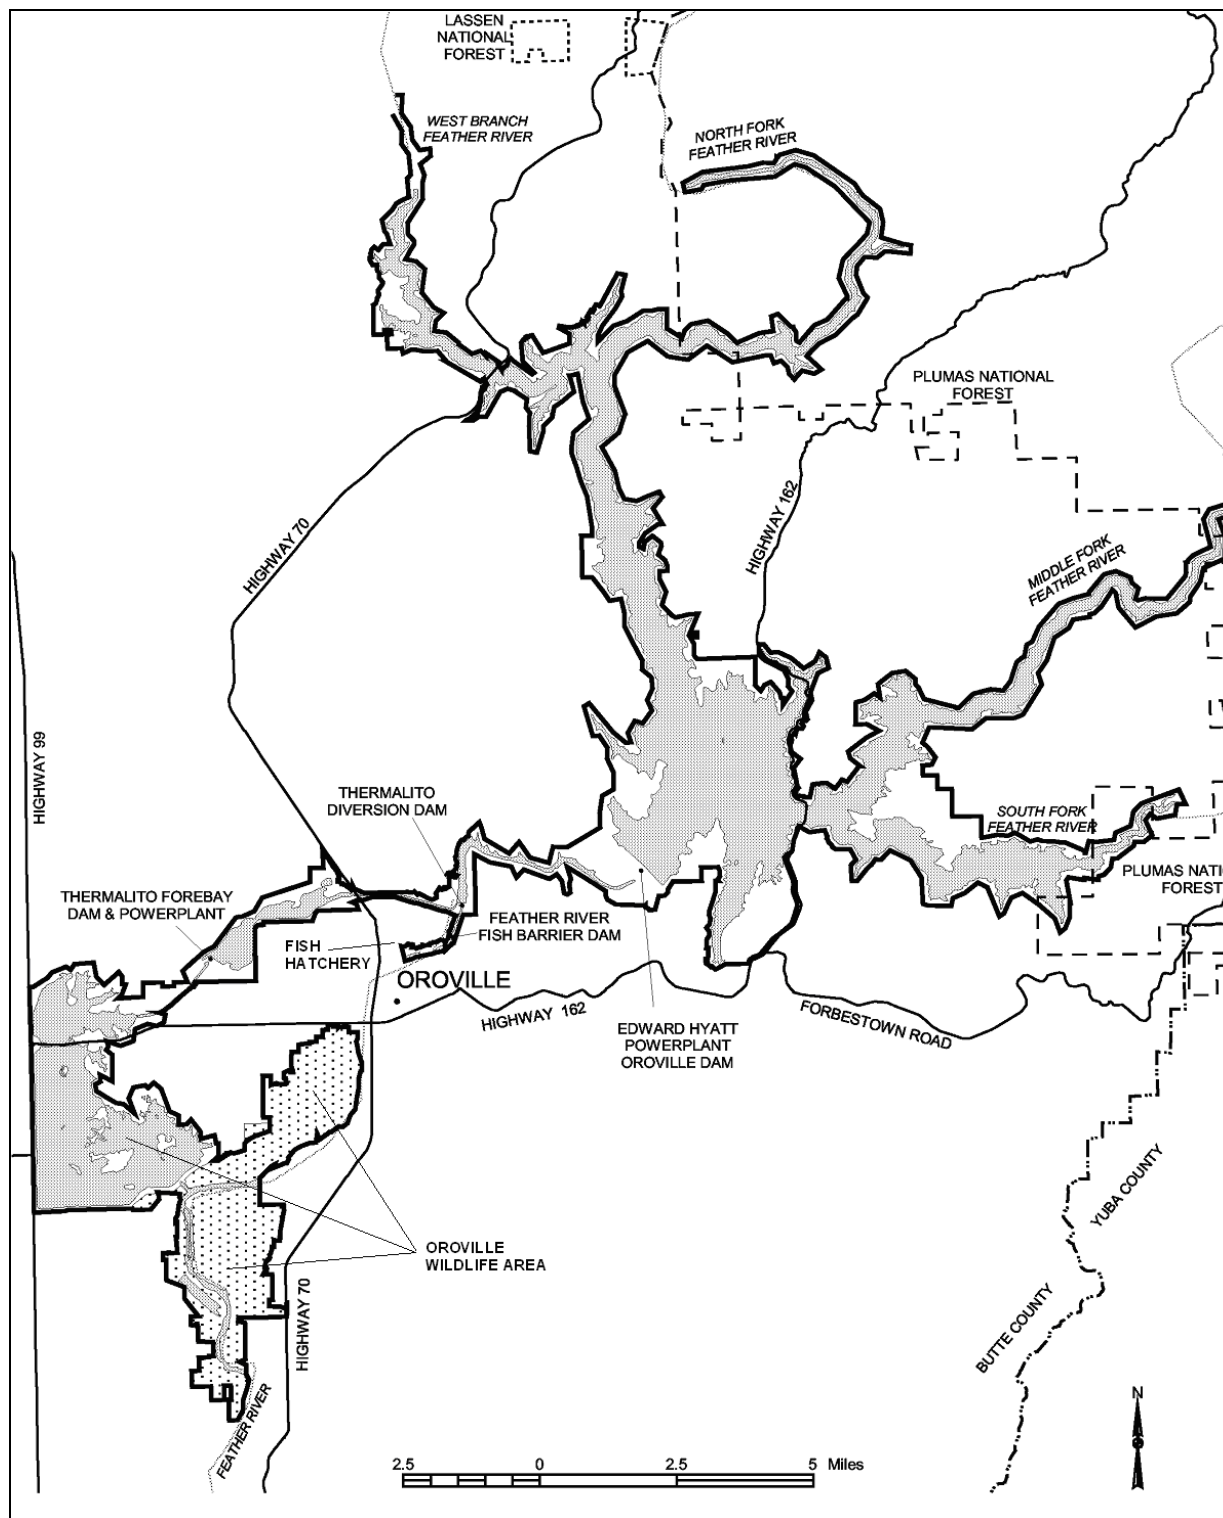 LASSEN
NATIONAL
FOREST
WEST BRANCH
FEATHER RIVER
NORTH FORK
FEATHER RIVER
PLUMAS NATIONAL
FOREST
HIGHWAY 70
HIGHWAY 162
MIDDLE FORK
FEATHER RIVER
HIGHWAY 99
THERMALITO
DIVERSION DAM
SOUTH FORK
FEATHER RIVER
PLUMAS NATI
FOREST
THERMALITO FOREBAY
DAM & POWERPLANT
FEATHER RIVER
FISH BARRIER DAM
FISH
HATCHERY
OROVILLE
HIGHWAY 162
FORBESTOWN ROAD
EDWARD HYATT
POWERPLANT
OROVILLE DAM
YUBA COUNTY
OROVILLE
WILDLIFE AREA
HIGHWAY 70
BUTTE COUNTY
FEATHER RIVER
N
2.5 0 2.5 5 Miles